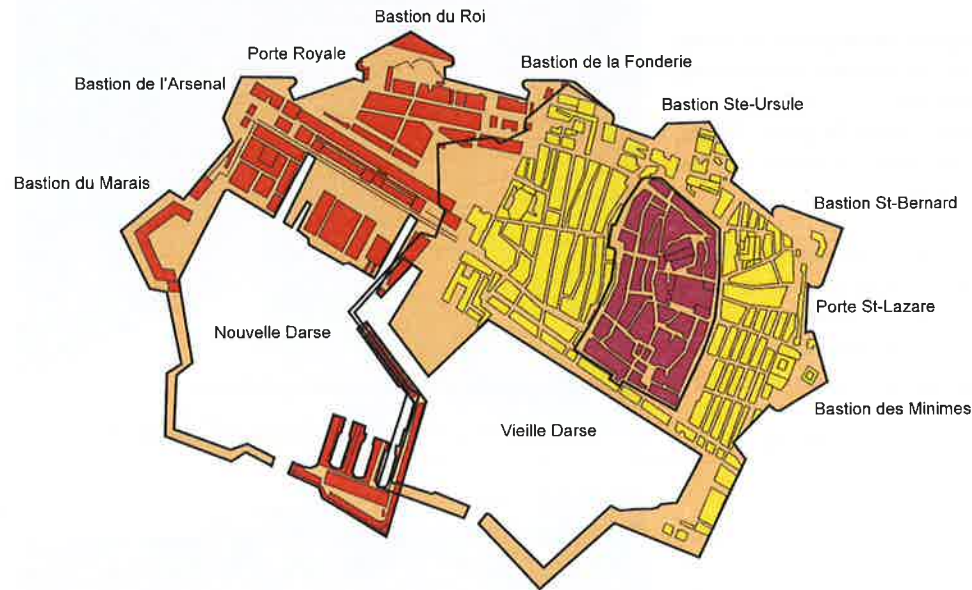 Bastion du Roi
Porte Royale
Bastion de la Fonderie
Bastion de l'Arsenal
Bastion Ste-Ursule
Bastion du Marais
Bastion St-Bernard
Porte St-Lazare
Nouvelle Darse
Bastion des Minimes
Vieille Darse